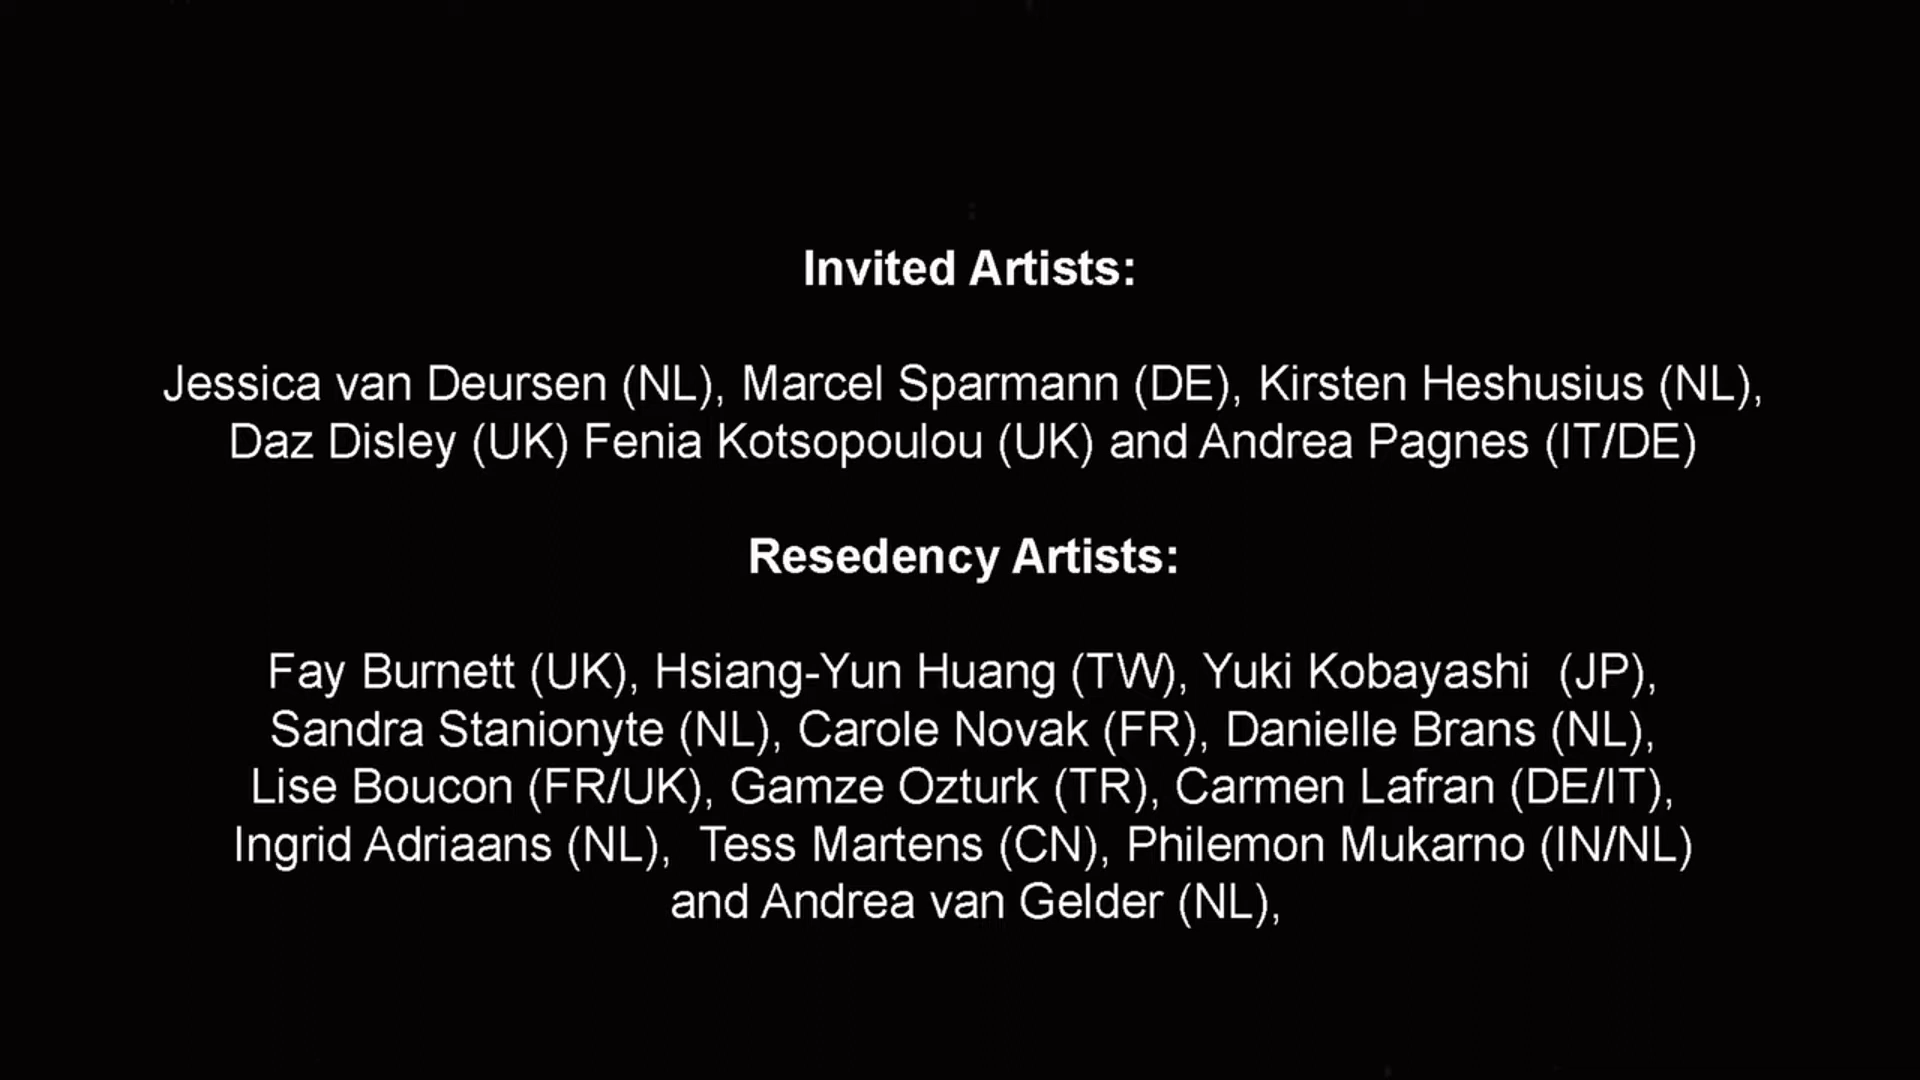 Invited Artists:
Jessica van Deursen (NL), Marcel Sparmann (DE), Kirsten Heshusius (NL),
Daz Disley (UK) Fenia Kotsopoulou (UK) and Andrea Pagnes (IT/DE)
Resedency Artists:
Fay Burnett (UK), Hsiang-Yun Huang (TW), Yuki Kobayashi  (JP),
Sandra Stanionyte (NL), Carole Novak (FR), Danielle Brans (NL),
Lise Boucon (FR/UK), Gamze Ozturk (TR), Carmen Lafran (DE/IT),
Ingrid Adriaans (NL),  Tess Martens (CN), Philemon Mukarno (IN/NL)
and Andrea van Gelder (NL),